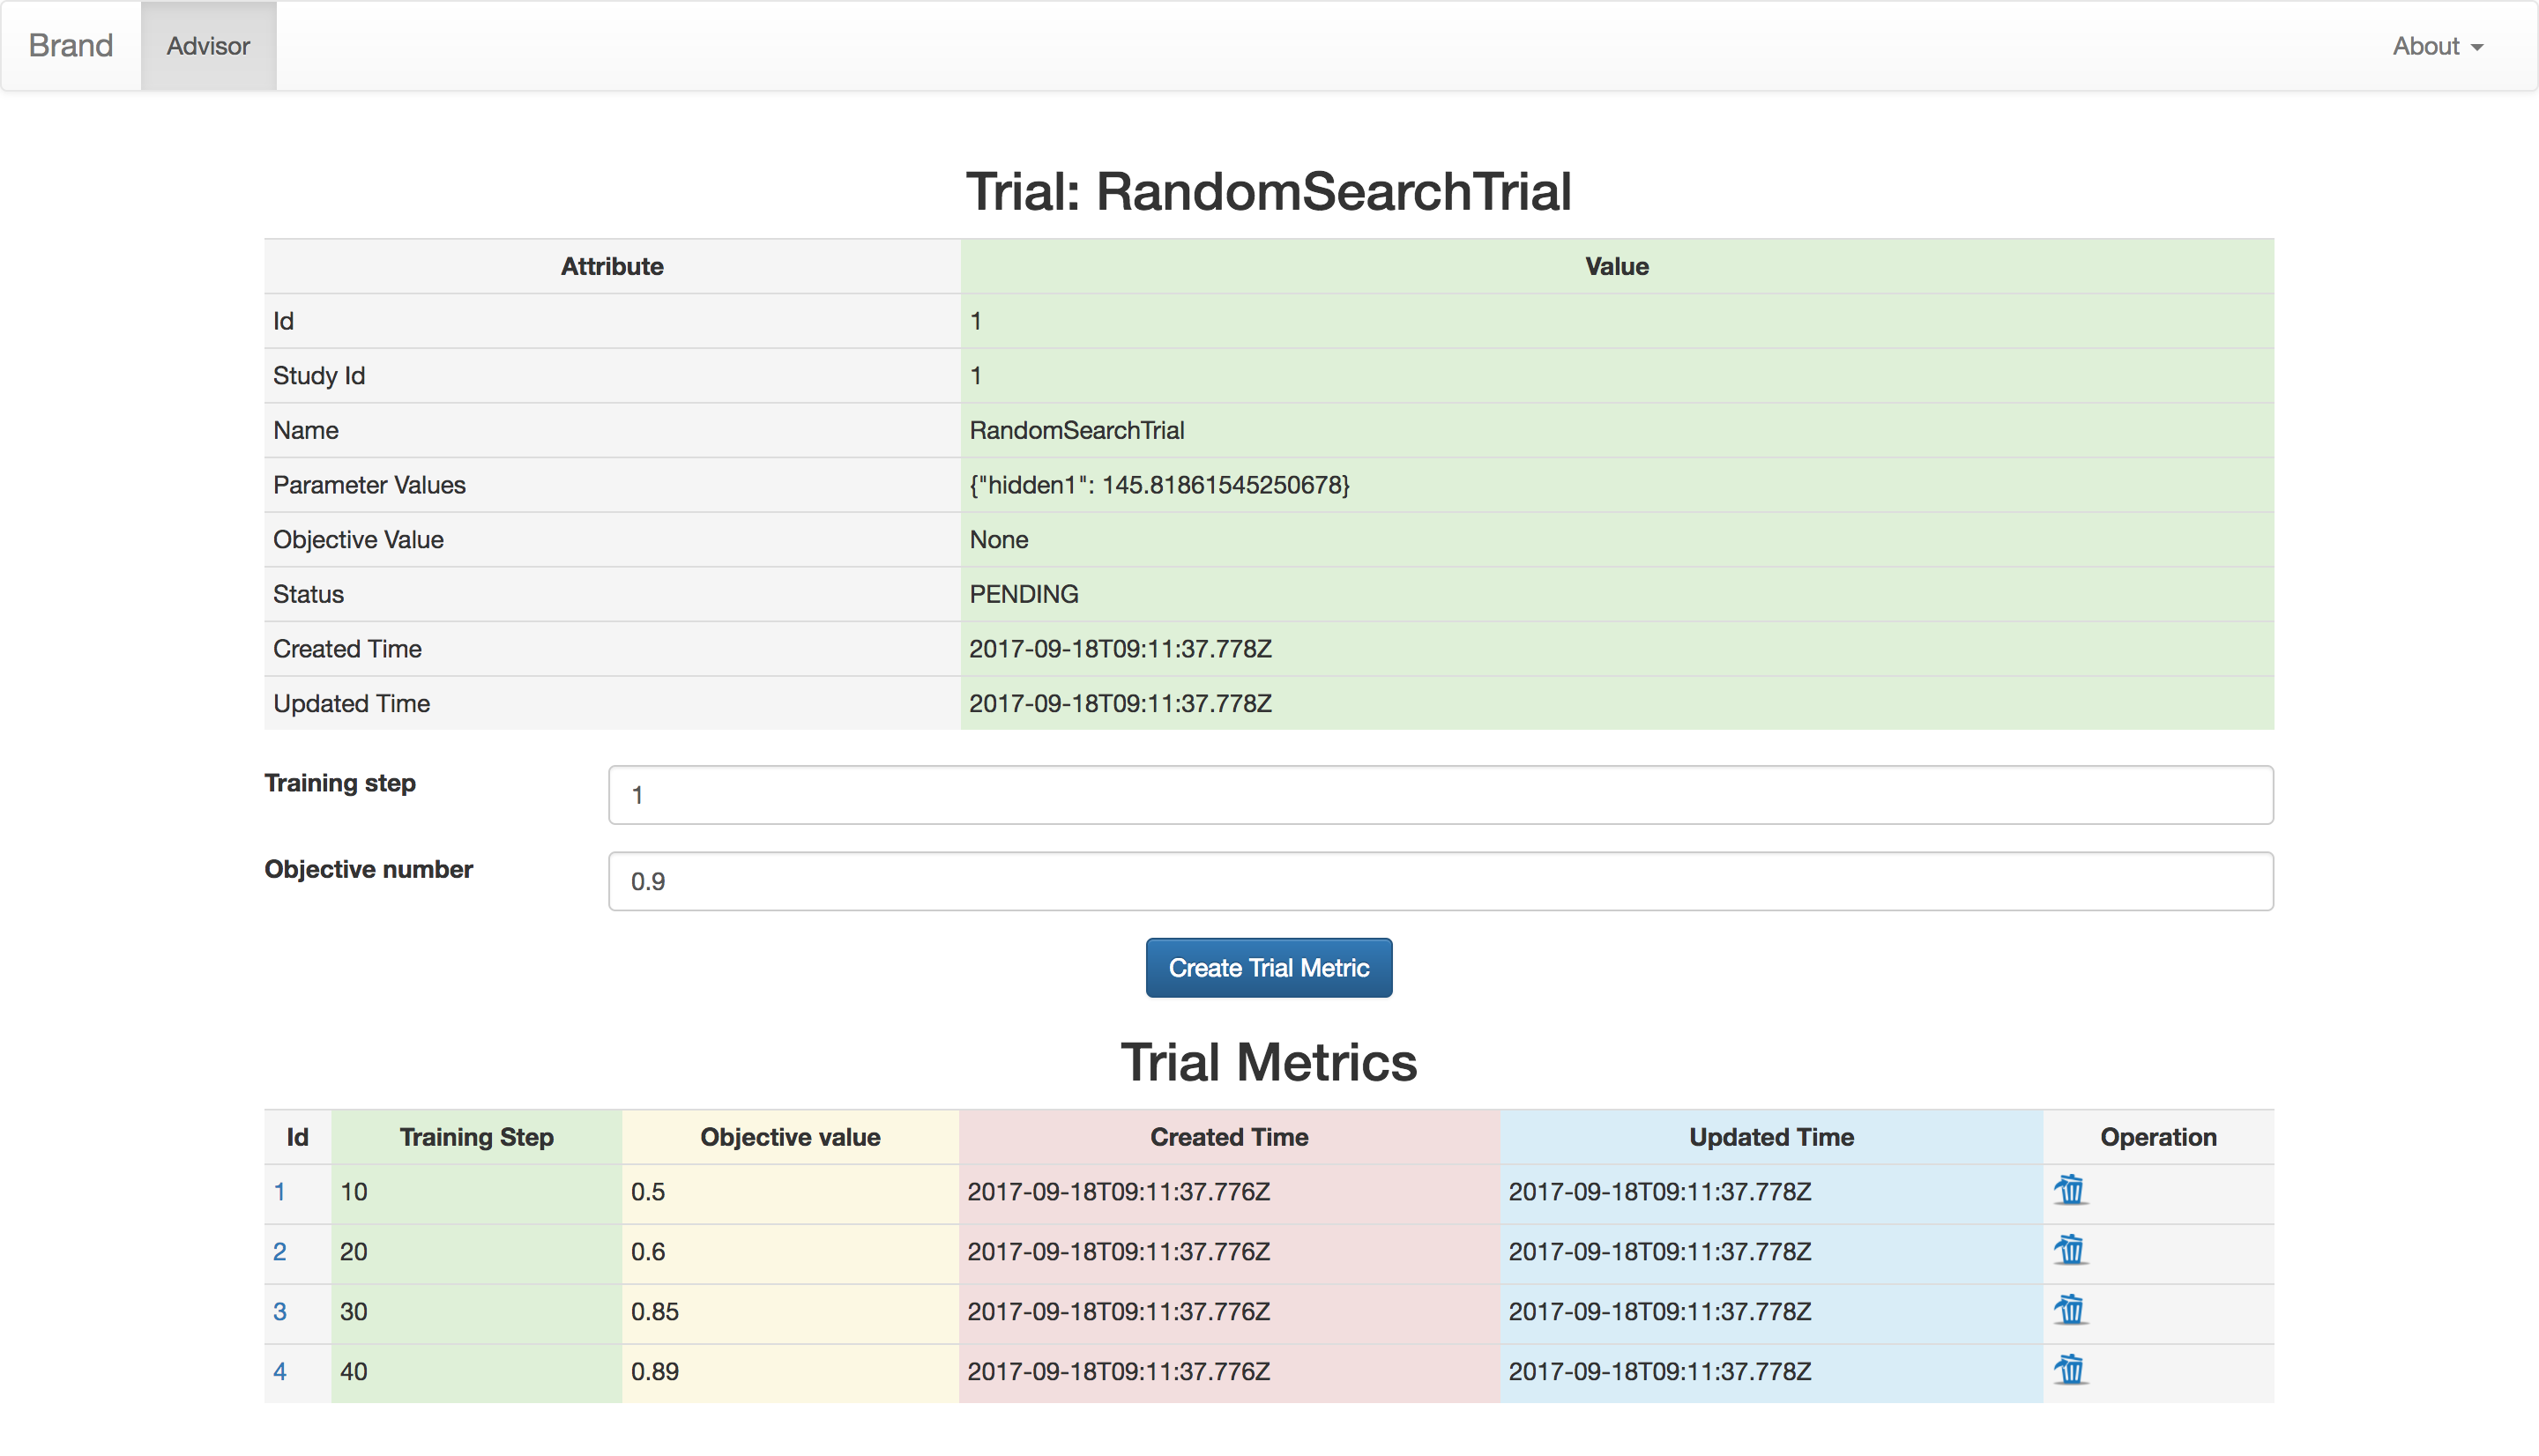 Brand Advisor About
Trial: RandomSearchTrial
Attribute Value
Id 1
Study Id 1
Name RandomSearchTrial
Parameter Values {"hidden1": 145.81861545250678}
Objective Value None
Status PENDING
Created Time 2017-09-18T09:11:37.778Z
Updated Time 2017-09-18T09:11:37.778Z
Training step 1
Objective number 0.9
Create Trial Metric
Trial Metrics
Id Training Step Objective value Created Time Updated Time Operation
1 10 0.5 2017-09-18T09:11:37.776Z 2017-09-18T09:11:37.778Z
2 20 0.6 2017-09-18T09:11:37.776Z 2017-09-18T09:11:37.778Z
3 30 0.85 2017-09-18T09:11:37.776Z 2017-09-18T09:11:37.778Z
4 40 0.89 2017-09-18T09:11:37.776Z 2017-09-18T09:11:37.778Z